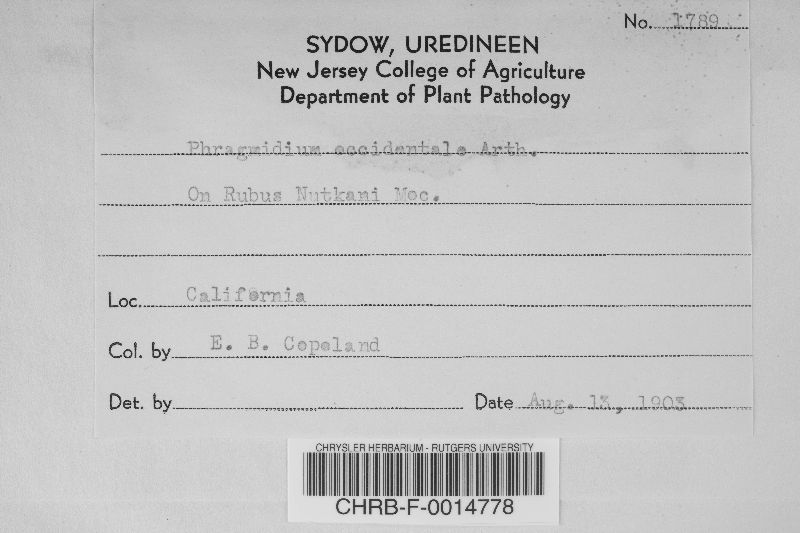 No. 1789
SYDOW, UREDINEEN
New Jersey College of Agriculture
Department of Plant Pathology
Phragmidium occidentale Arth.
On Rubus Nutkani Moc.
Loc. California
Col. by E. B. Copeland
Det. by
Date Aug. 13, 1903
CHRYSLER HERBARIUM - RUTGERS UNIVERSITY
CHRB-F-0014778